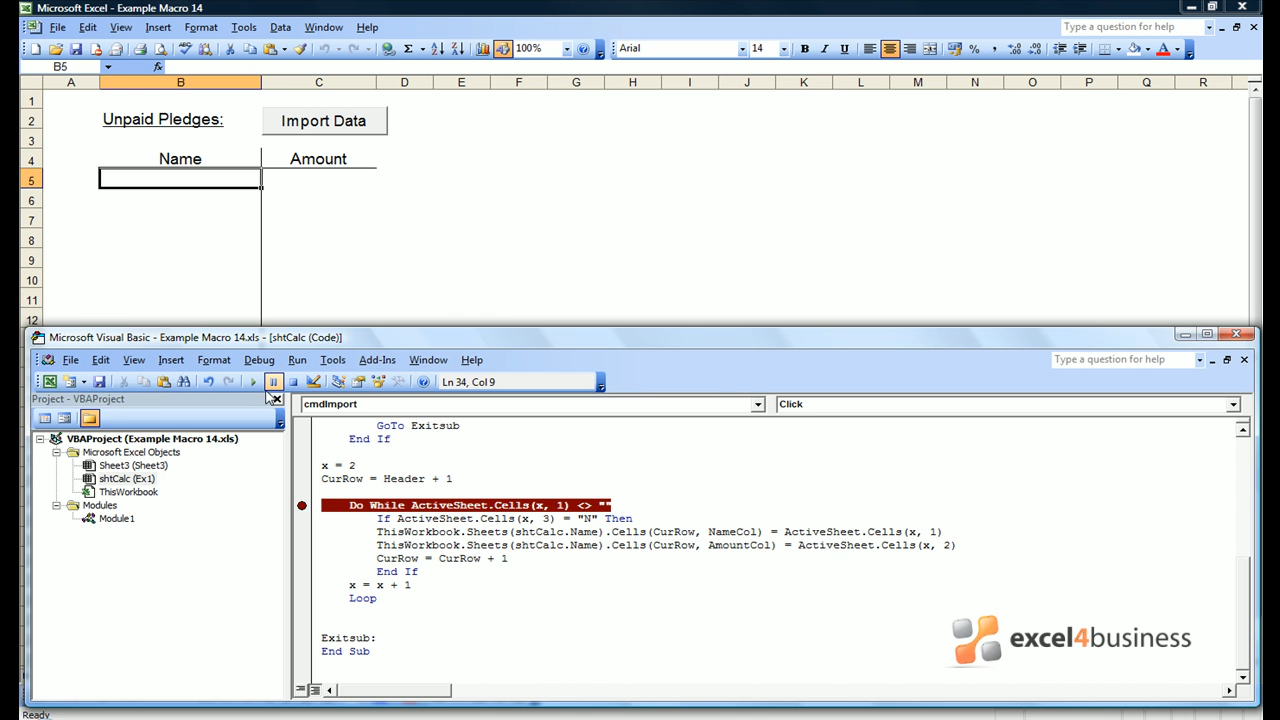 Microsoft Excel - Example Macro 14
File Edit View Insert Format Tools Data Window Help
Type a question for help
100%
Arial
14
B5
fx
A B C D E F G H I J K L M N O P Q R
1
2 Unpaid Pledges: Import Data
3
4 Name Amount
5
6
7
8
9
10
11
12
Microsoft Visual Basic - Example Macro 14.xls - [shtCalc (Code)]
File Edit View Insert Format Debug Run Tools Add-Ins Window Help
Type a question for help
Ln 34, Col 9
Project - VBAProject
VBAProject (Example Macro 14.xls)
Microsoft Excel Objects
Sheet3 (Sheet3)
shtCalc (Ex1)
ThisWorkbook
Modules
Module1
cmdImport
Click
GoTo Exitsub
End If
x = 2
CurRow = Header + 1
Do While ActiveSheet.Cells(x, 1) <> ""
If ActiveSheet.Cells(x, 3) = "N" Then
ThisWorkbook.Sheets(shtCalc.Name).Cells(CurRow, NameCol) = ActiveSheet.Cells(x, 1)
ThisWorkbook.Sheets(shtCalc.Name).Cells(CurRow, AmountCol) = ActiveSheet.Cells(x, 2)
CurRow = CurRow + 1
End If
x = x + 1
Loop
Exitsub:
End Sub
excel4business
Ready